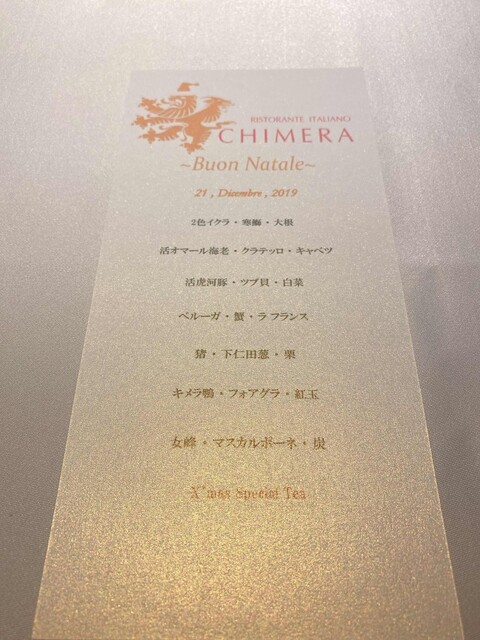 RISTORANTE ITALIANO
CHIMERA
~Buon Natale~
21 , Dicembre , 2019
2色イクラ・寒鰤・大根
活オマール海老・クラテッロ・キャベツ
活虎河豚・ツブ貝・白菜
ベルーガ・蟹・ラ フランス
猪・下仁田葱・栗
キメラ鴨・フォアグラ・紅玉
女峰・マスカルポーネ・炭
X'mas Special Tea